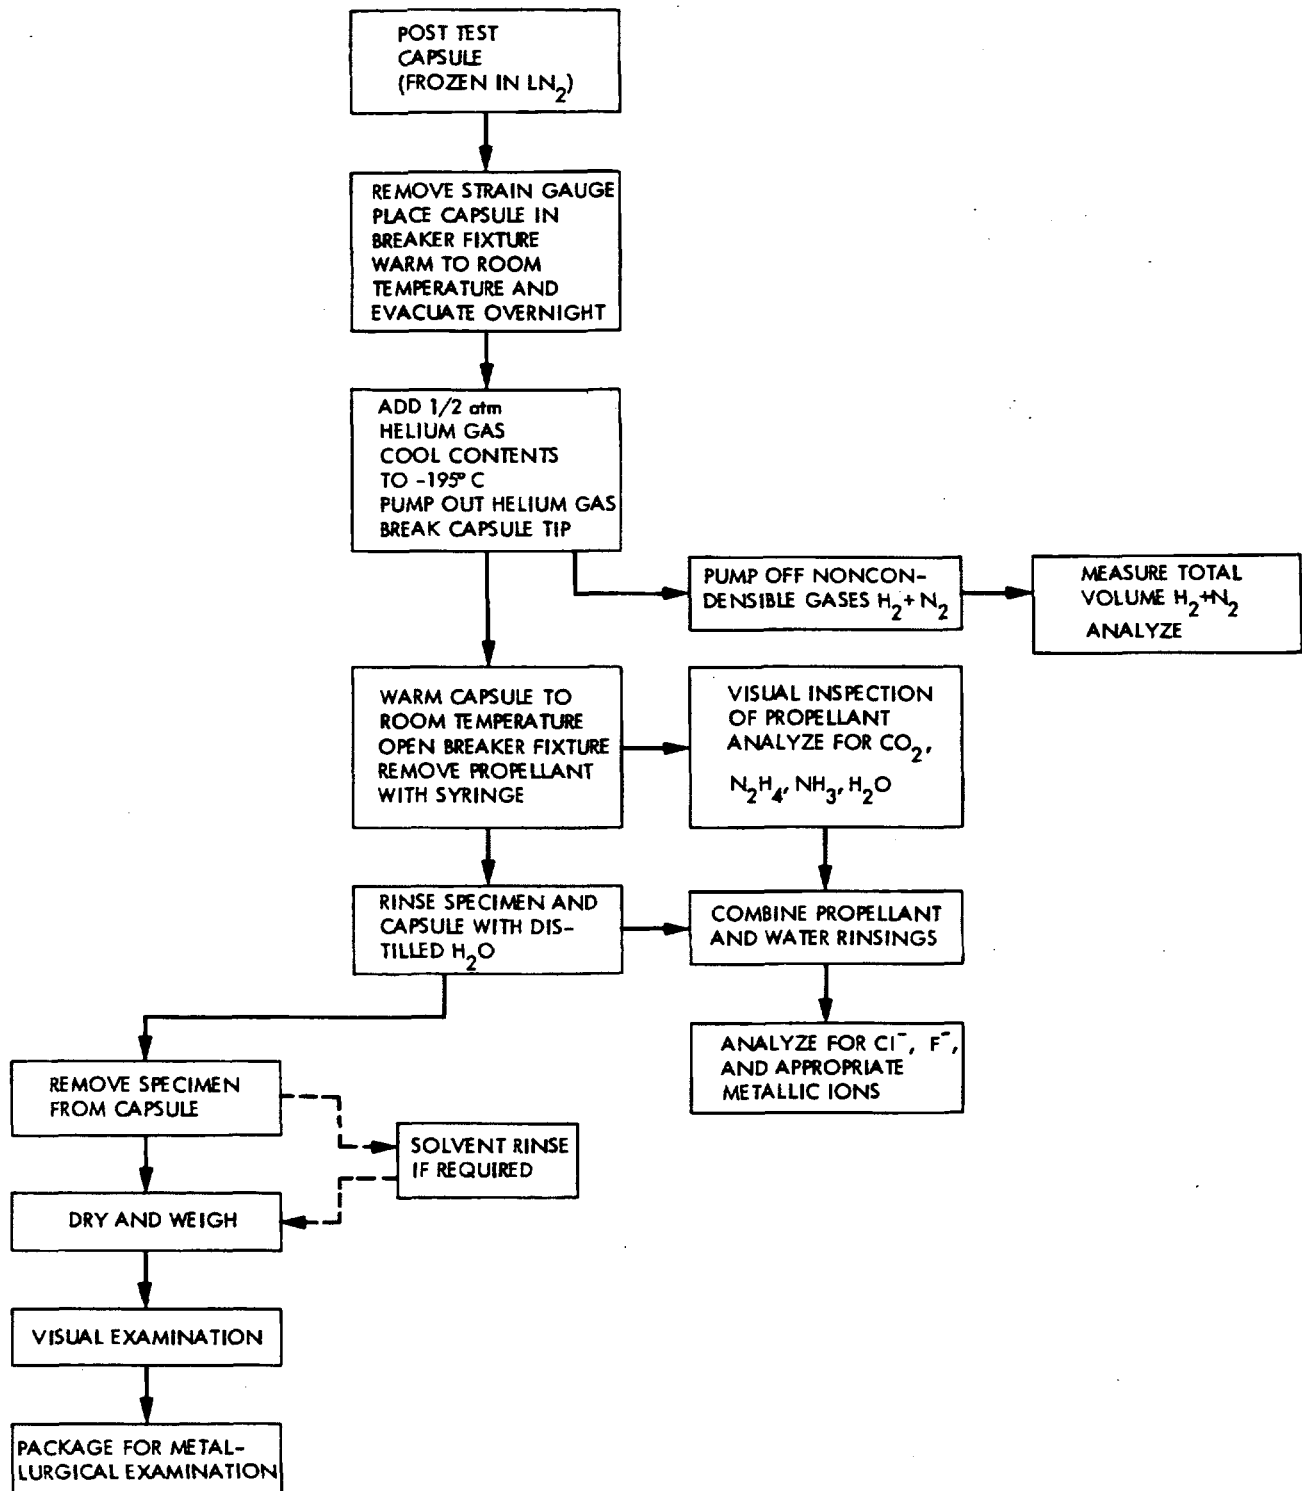 POST TEST
CAPSULE
(FROZEN IN LN₂)
REMOVE STRAIN GAUGE
PLACE CAPSULE IN
BREAKER FIXTURE
WARM TO ROOM
TEMPERATURE AND
EVACUATE OVERNIGHT
ADD 1/2 atm
HELIUM GAS
COOL CONTENTS
TO -195° C
PUMP OUT HELIUM GAS
BREAK CAPSULE TIP
PUMP OFF NONCON-
DENSIBLE GASES H₂+ N₂
MEASURE TOTAL
VOLUME H₂+N₂
ANALYZE
WARM CAPSULE TO
ROOM TEMPERATURE
OPEN BREAKER FIXTURE
REMOVE PROPELLANT
WITH SYRINGE
VISUAL INSPECTION
OF PROPELLANT
ANALYZE FOR CO₂,
N₂H₄, NH₃, H₂O
RINSE SPECIMEN AND
CAPSULE WITH DIS-
TILLED H₂O
COMBINE PROPELLANT
AND WATER RINSINGS
ANALYZE FOR Cl⁻, F⁻,
AND APPROPRIATE
METALLIC IONS
REMOVE SPECIMEN
FROM CAPSULE
SOLVENT RINSE
IF REQUIRED
DRY AND WEIGH
VISUAL EXAMINATION
PACKAGE FOR METAL-
LURGICAL EXAMINATION